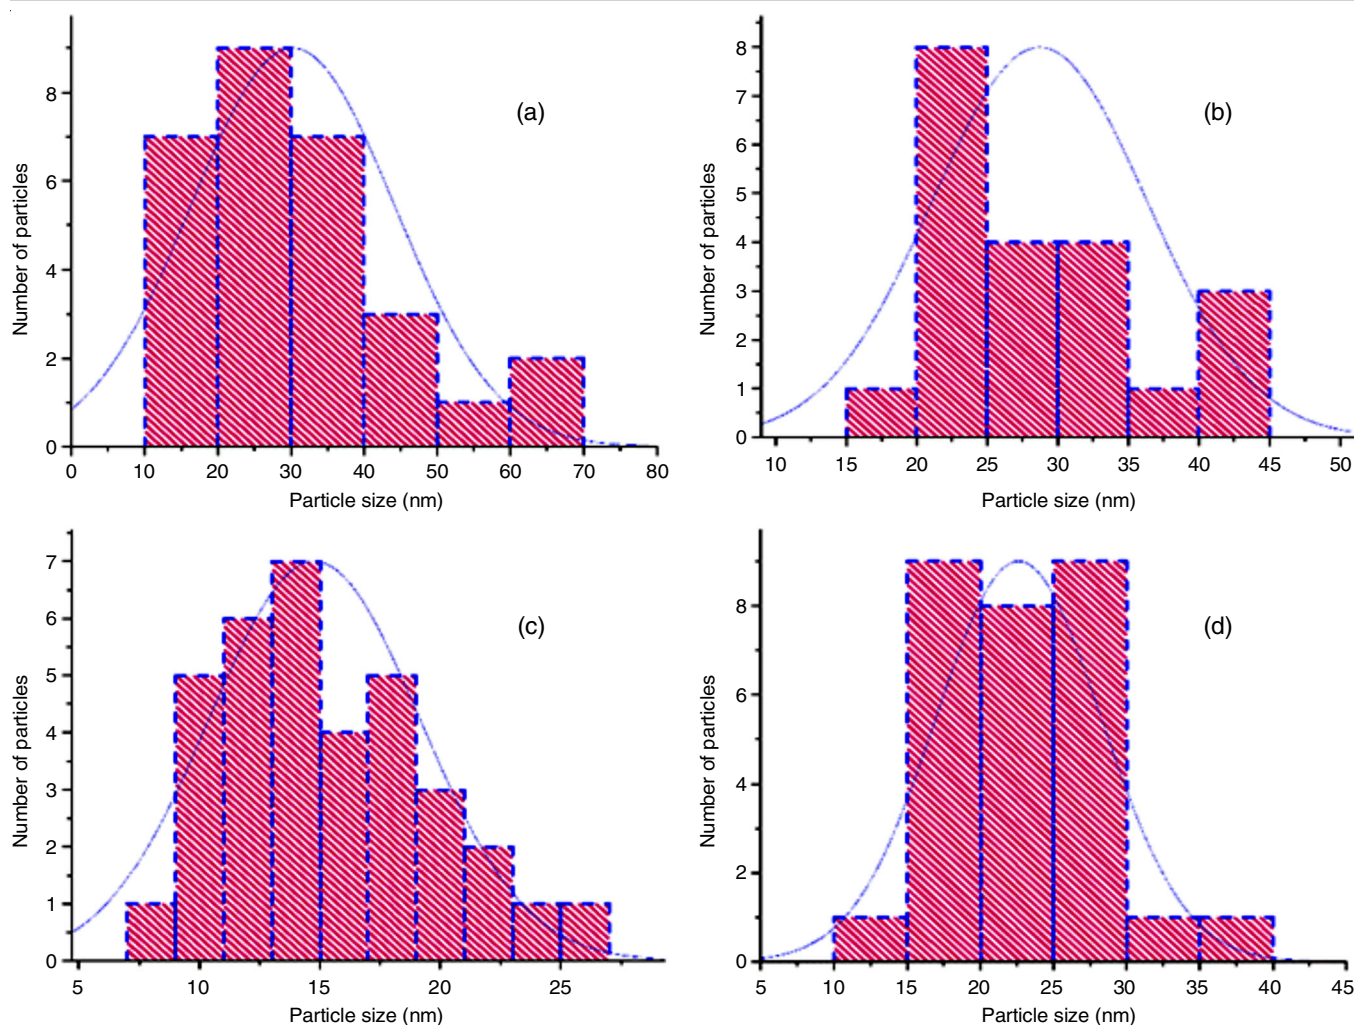 (a)
Number of particles
8
6
4
2
0
0 10 20 30 40 50 60 70 80
Particle size (nm)
(b)
Number of particles
8
7
6
5
4
3
2
1
0
10 15 20 25 30 35 40 45 50
Particle size (nm)
(c)
Number of particles
7
6
5
4
3
2
1
0
5 10 15 20 25
Particle size (nm)
(d)
Number of particles
8
6
4
2
0
5 10 15 20 25 30 35 40 45
Particle size (nm)